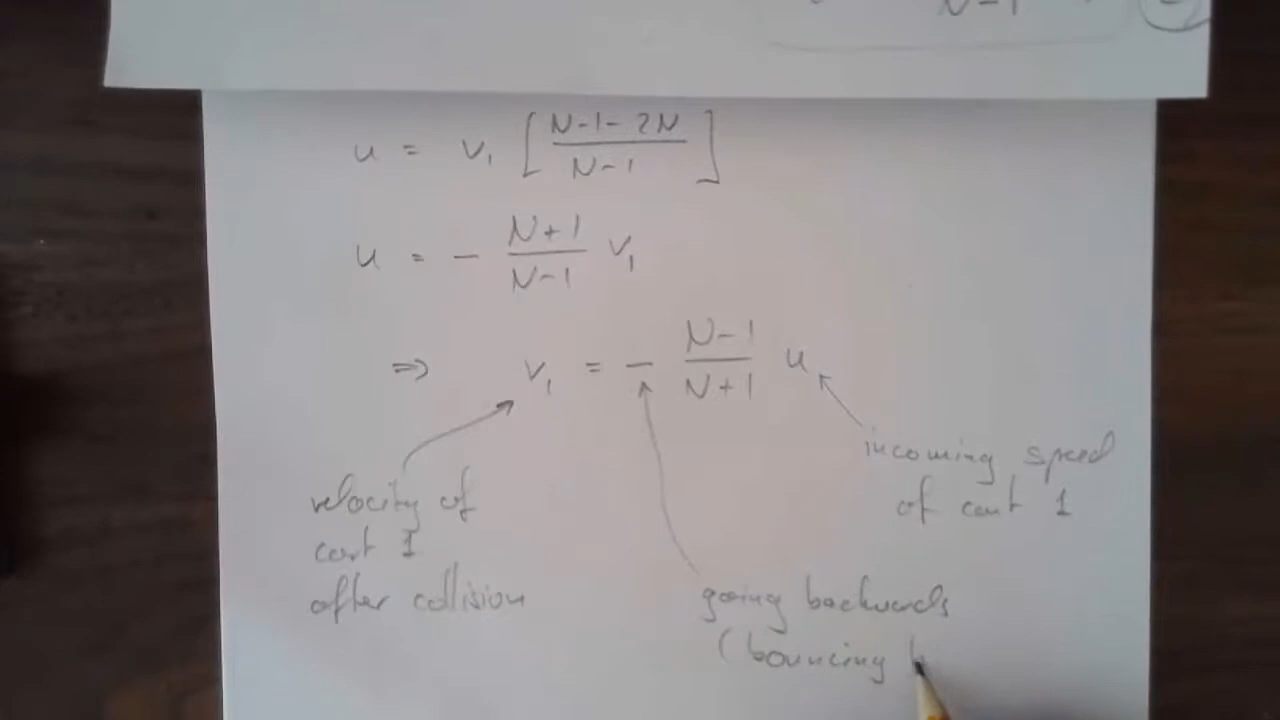 N-1
u = v₁ [ (N-1-2N)/(N-1) ]
u = - (N+1)/(N-1) v₁
⇒ v₁ = - (N-1)/(N+1) u
incoming speed
of cart 1
velocity of
cart 1
after collision
going backwards
(bouncing b